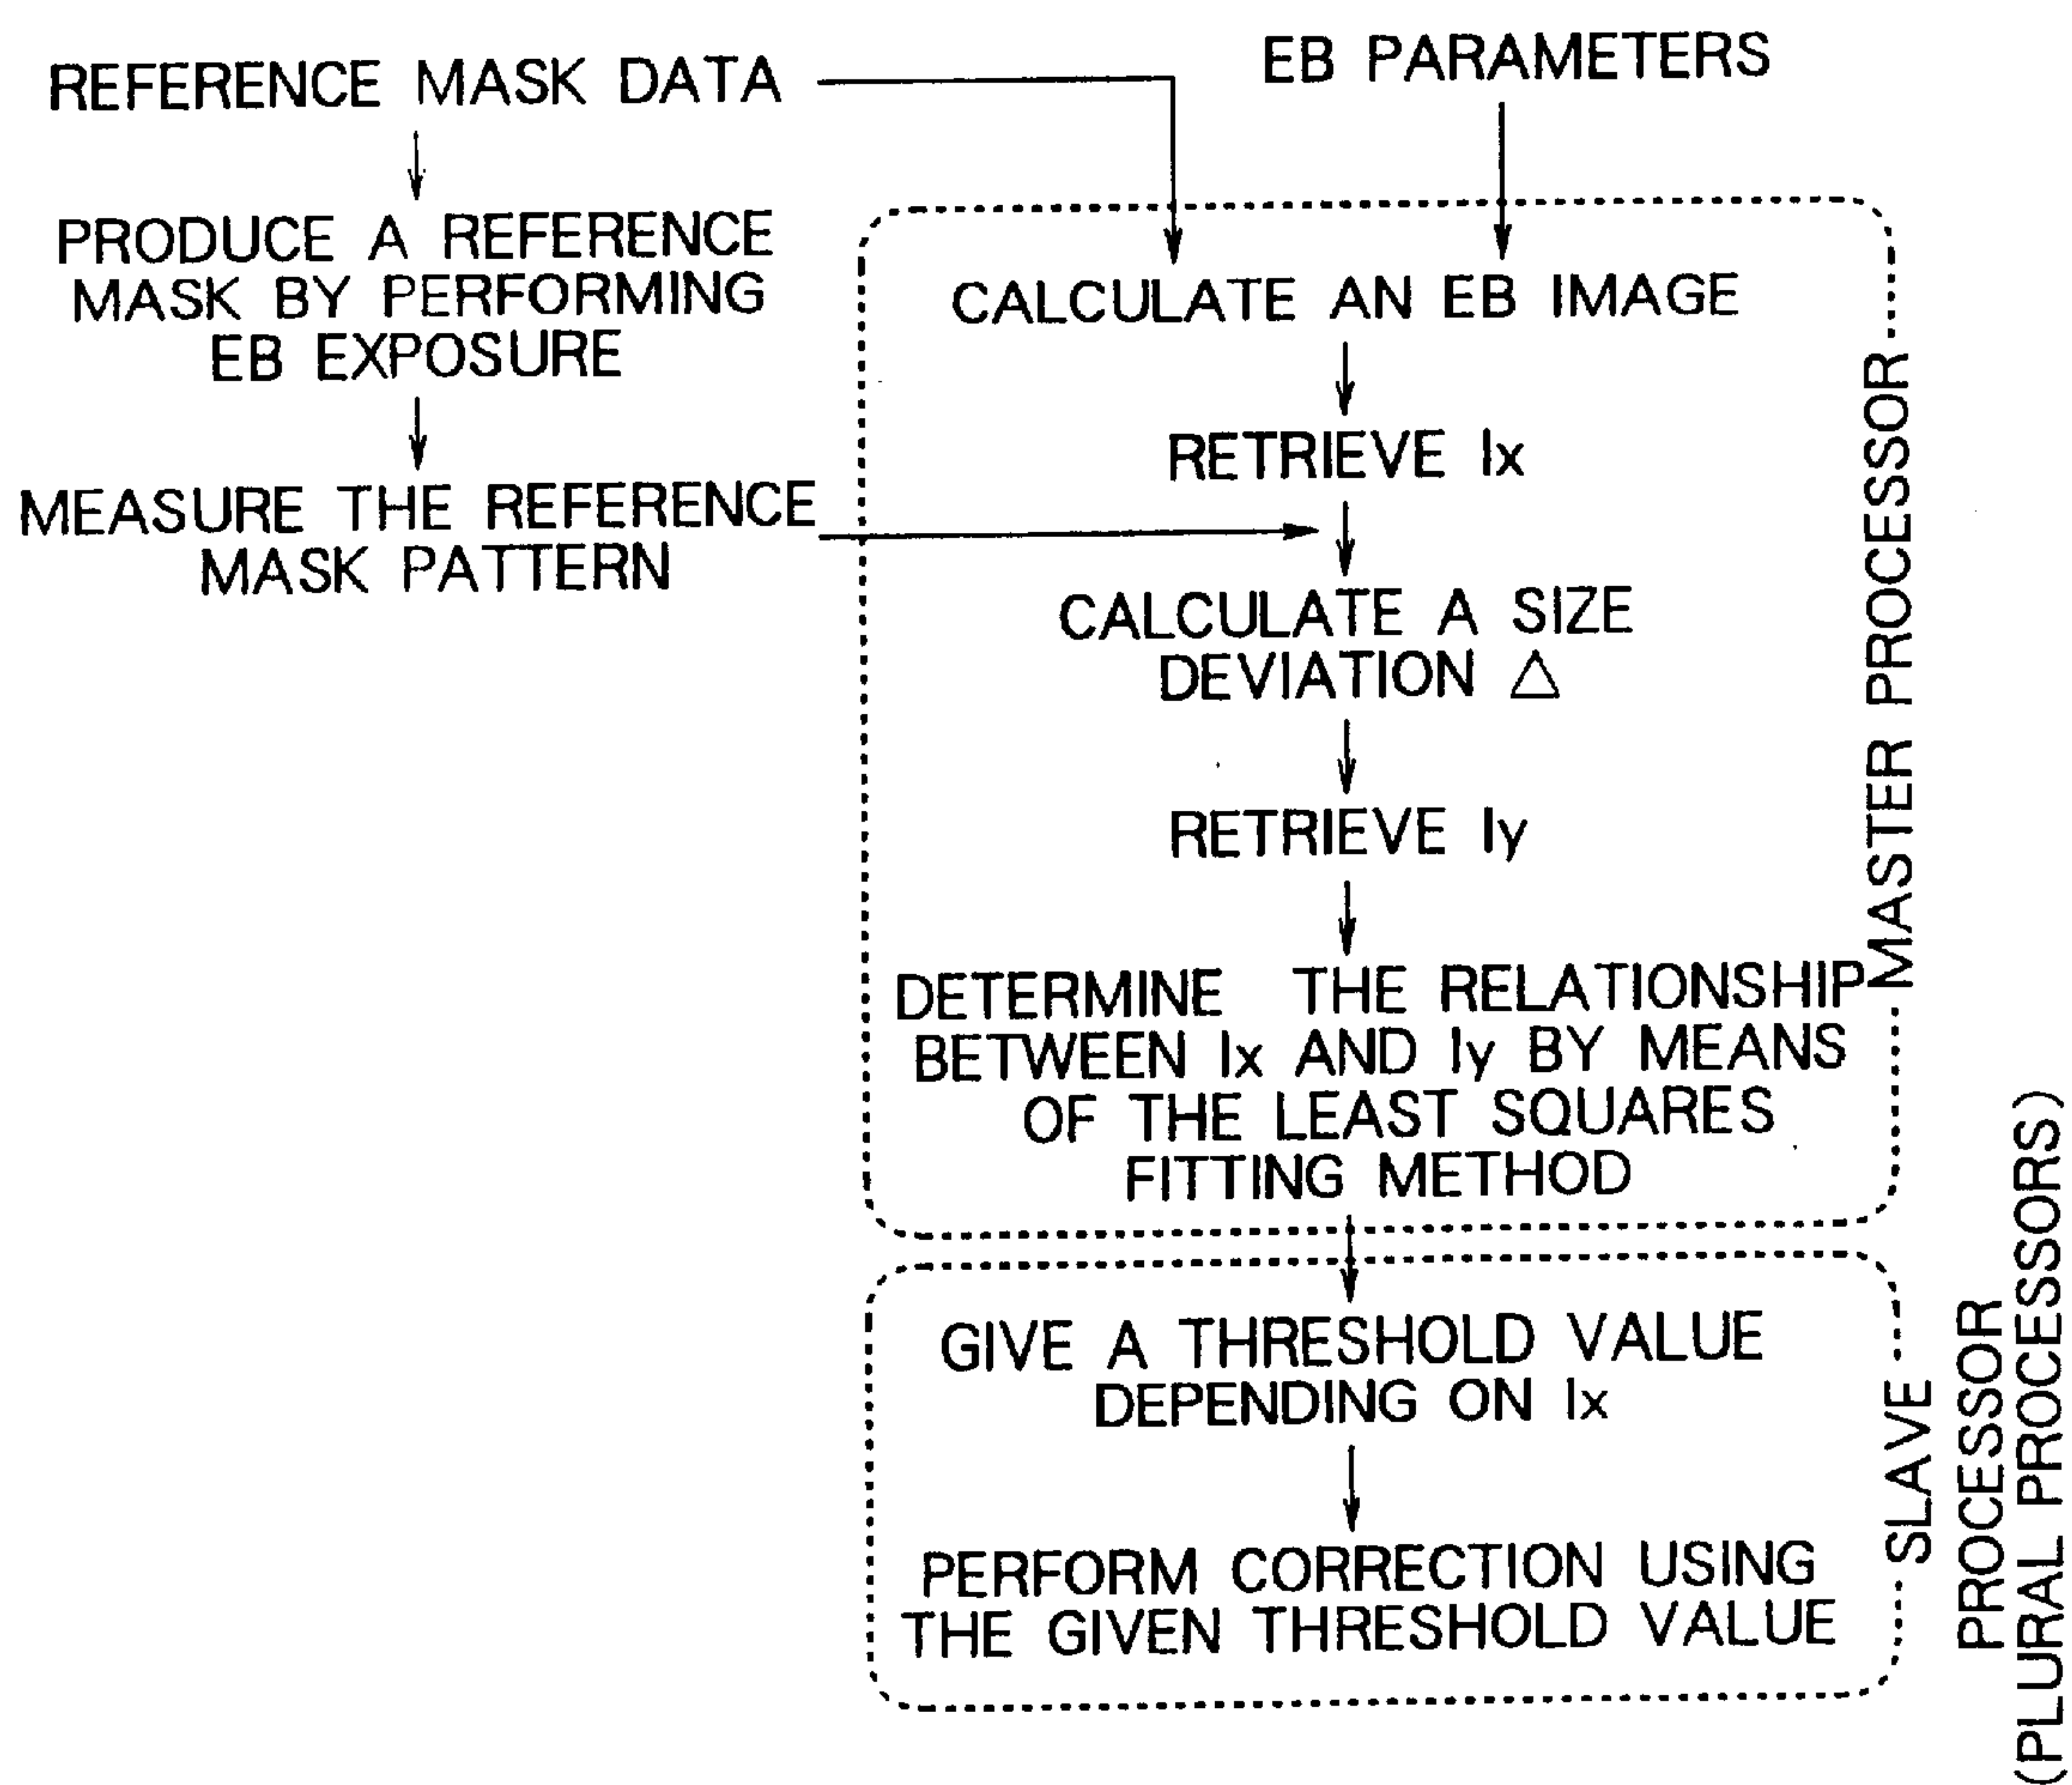 REFERENCE MASK DATA
PRODUCE A REFERENCE
MASK BY PERFORMING
EB EXPOSURE
MEASURE THE REFERENCE
MASK PATTERN
EB PARAMETERS
CALCULATE AN EB IMAGE
RETRIEVE Ix
CALCULATE A SIZE
DEVIATION △
RETRIEVE Iy
DETERMINE THE RELATIONSHIP
BETWEEN Ix AND Iy BY MEANS
OF THE LEAST SQUARES
FITTING METHOD
MASTER PROCESSOR
GIVE A THRESHOLD VALUE
DEPENDING ON Ix
PERFORM CORRECTION USING
THE GIVEN THRESHOLD VALUE
SLAVE
PROCESSOR
(PLURAL PROCESSORS)